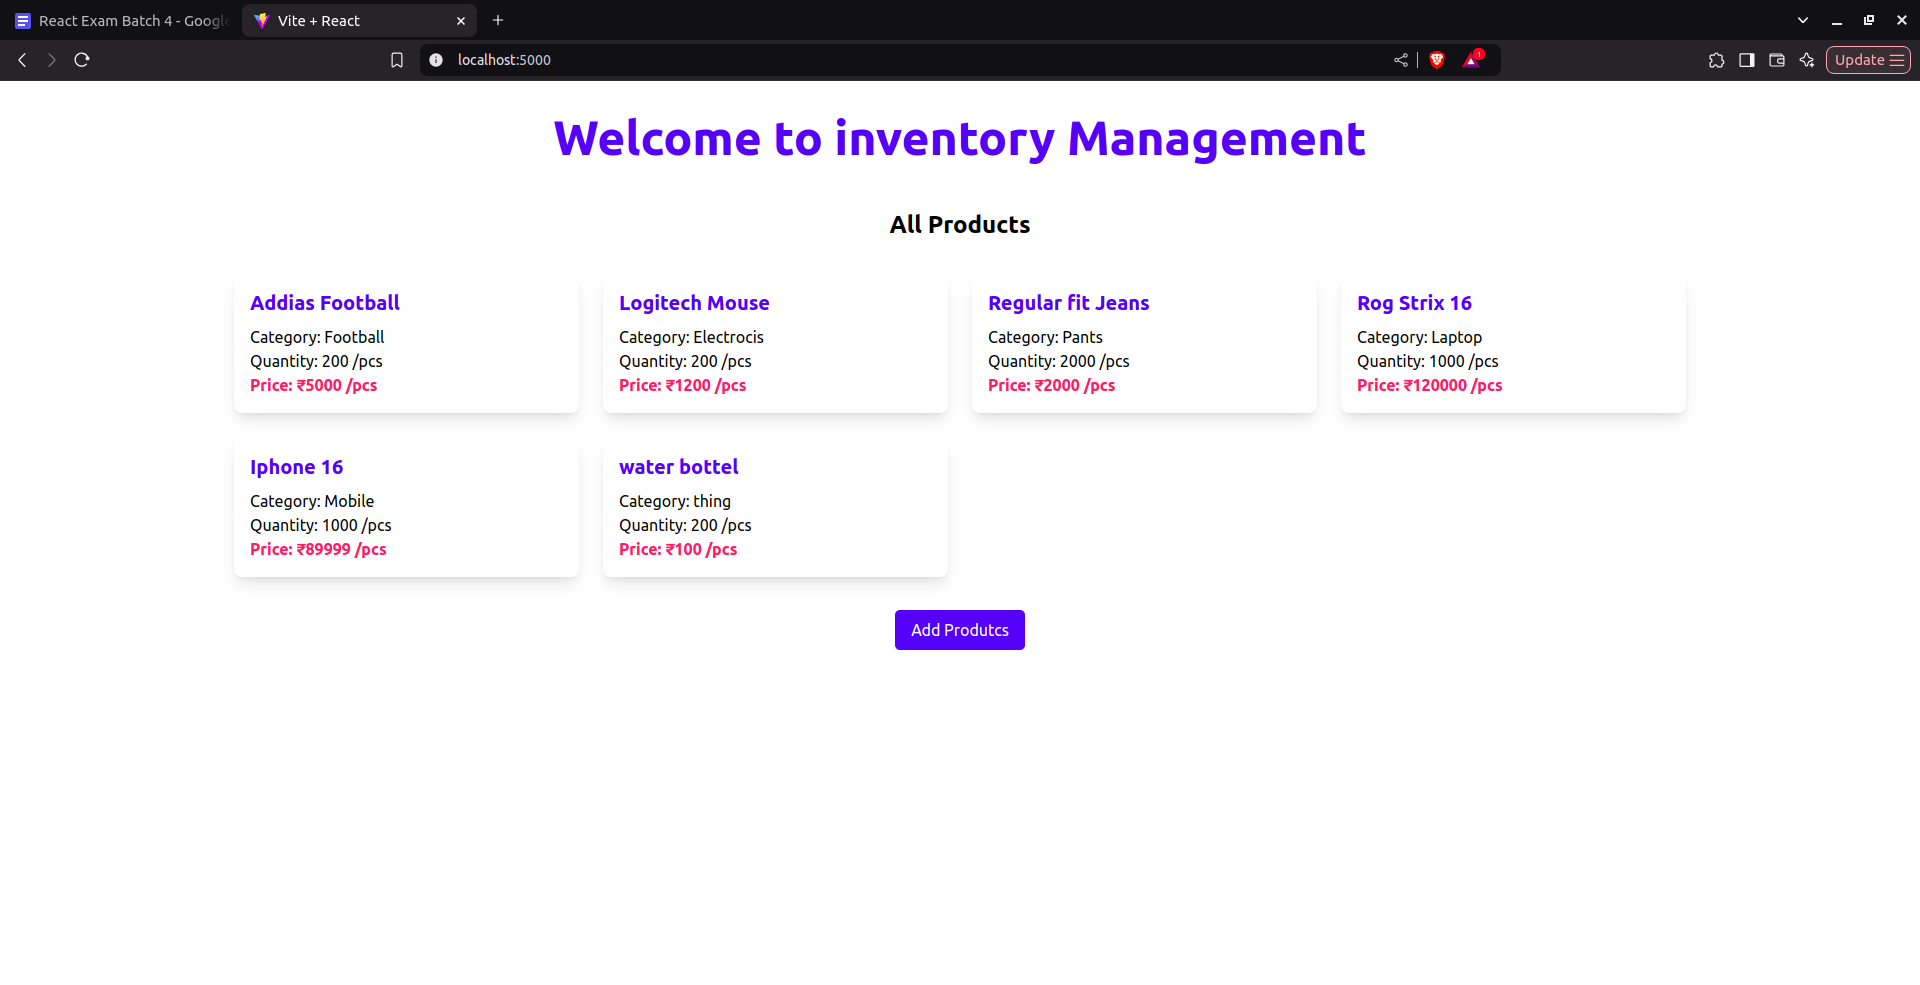 React Exam Batch 4 - Googl
Vite + React
localhost:5000
1
Update
Welcome to inventory Management
All Products
Addias Football
Category: Football
Quantity: 200 /pcs
Price: ₹5000 /pcs
Logitech Mouse
Category: Electrocis
Quantity: 200 /pcs
Price: ₹1200 /pcs
Regular fit Jeans
Category: Pants
Quantity: 2000 /pcs
Price: ₹2000 /pcs
Rog Strix 16
Category: Laptop
Quantity: 1000 /pcs
Price: ₹120000 /pcs
Iphone 16
Category: Mobile
Quantity: 1000 /pcs
Price: ₹89999 /pcs
water bottel
Category: thing
Quantity: 200 /pcs
Price: ₹100 /pcs
Add Produtcs